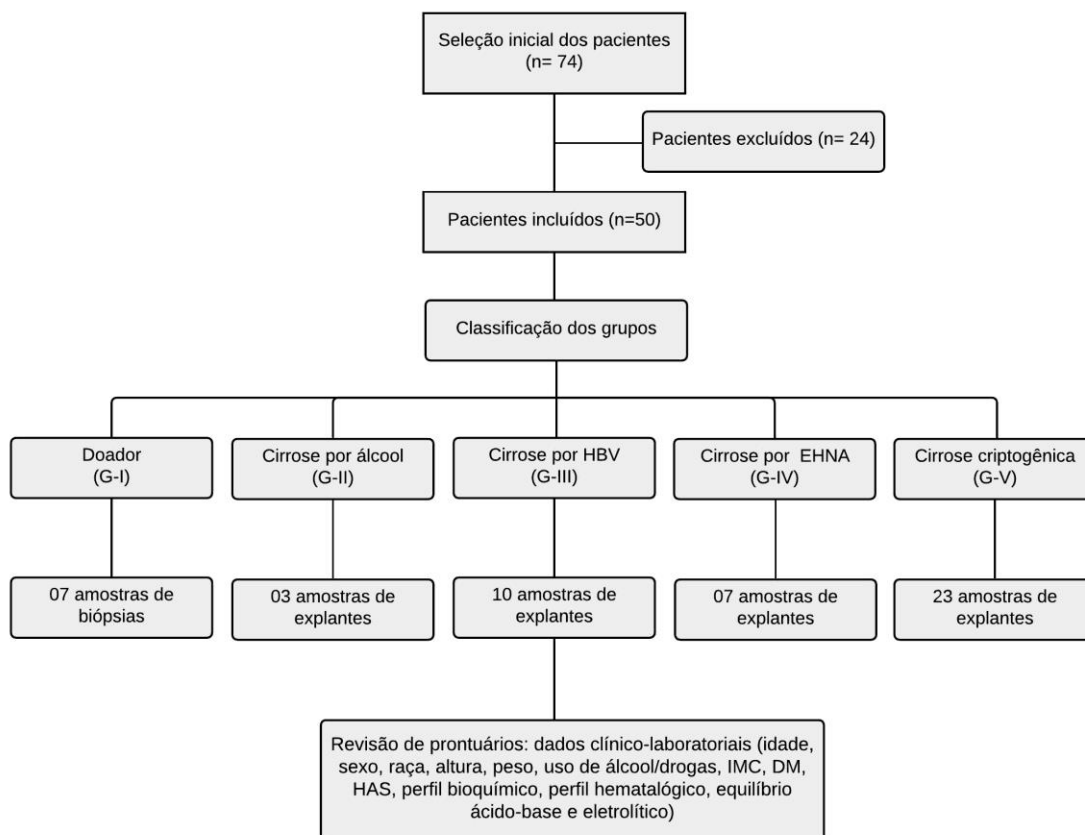 Seleção inicial dos pacientes
(n= 74)
Pacientes excluídos (n= 24)
Pacientes incluídos (n=50)
Classificação dos grupos
Doador
(G-I)
Cirrose por álcool
(G-II)
Cirrose por HBV
(G-III)
Cirrose por EHNA
(G-IV)
Cirrose criptogênica
(G-V)
07 amostras de
biópsias
03 amostras de
explantes
10 amostras de
explantes
07 amostras de
explantes
23 amostras de
explantes
Revisão de prontuários: dados clínico-laboratoriais (idade,
sexo, raça, altura, peso, uso de álcool/drogas, IMC, DM,
HAS, perfil bioquímico, perfil hematalógico, equilíbrio
ácido-base e eletrolítico)